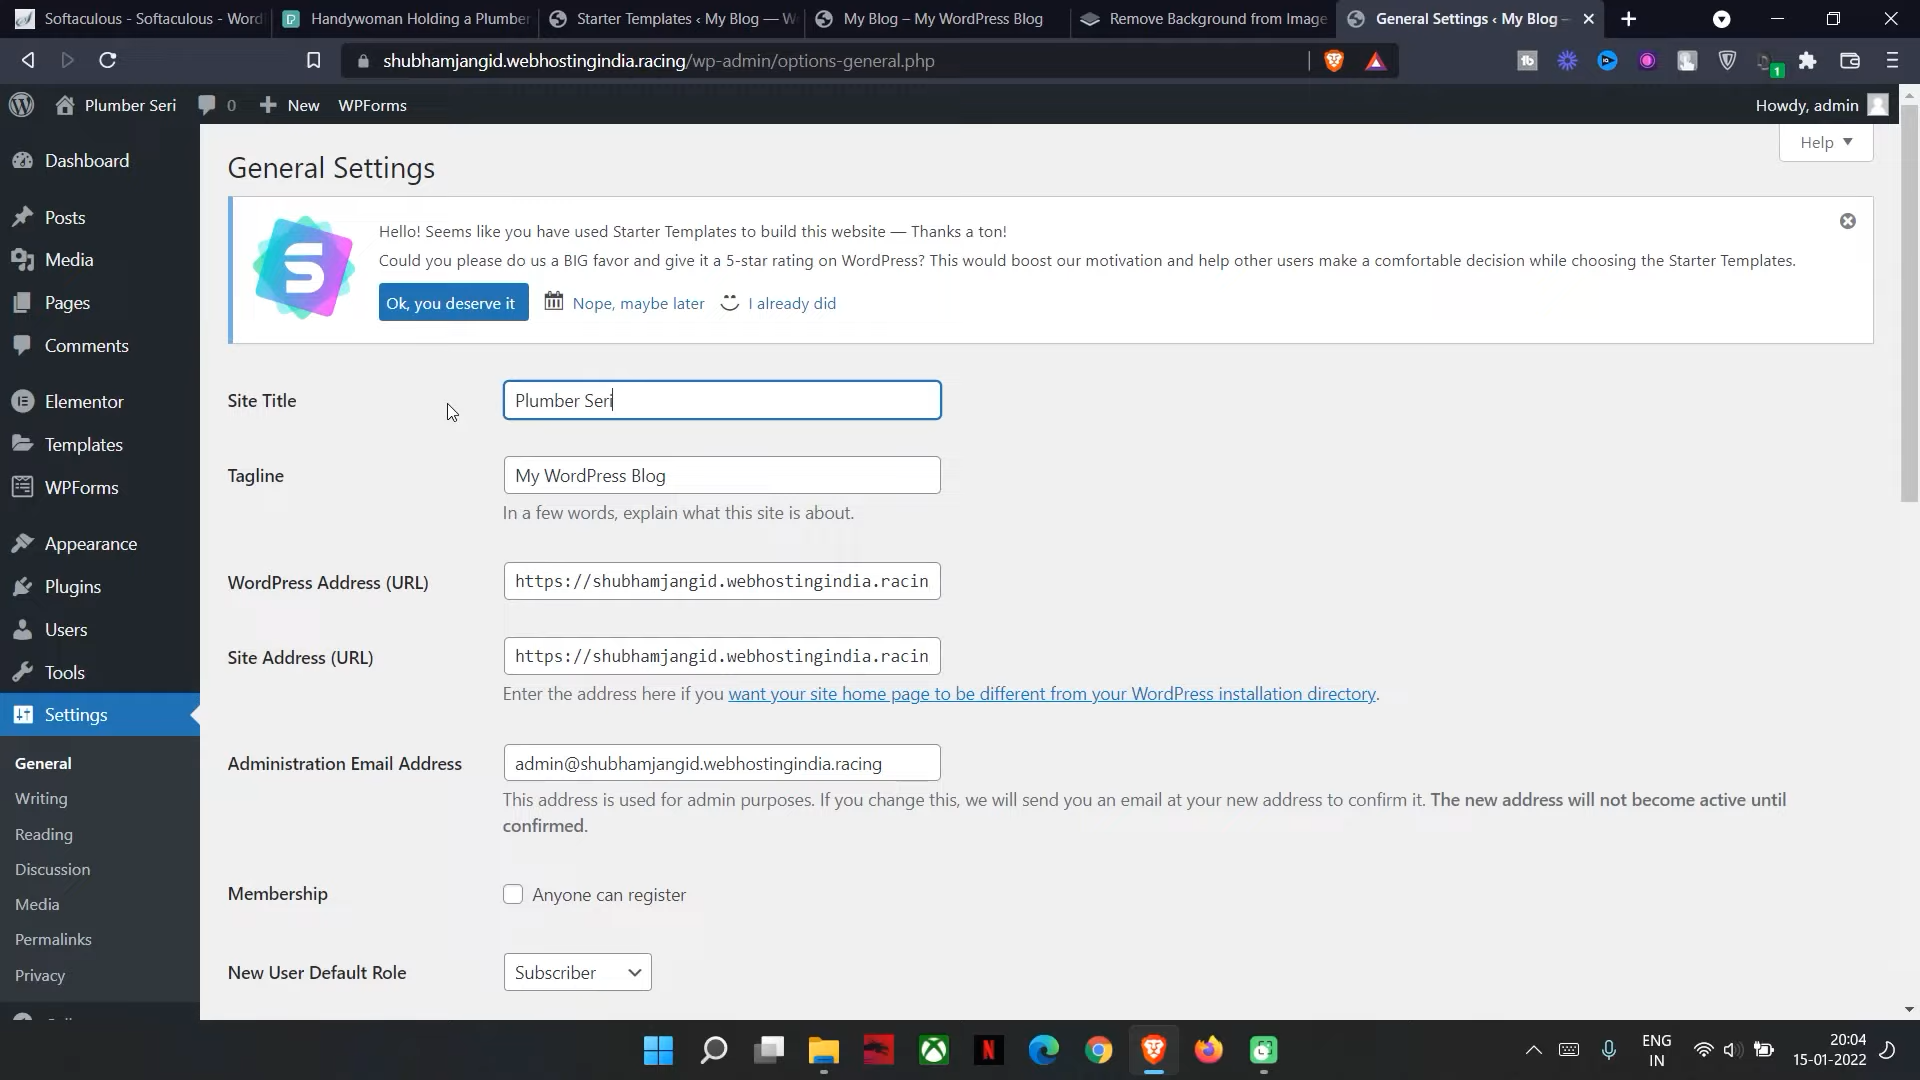 Softaculous - Softaculous - Word
Handywoman Holding a Plumber
Starter Templates ‹ My Blog — W
My Blog – My WordPress Blog
Remove Background from Image
General Settings ‹ My Blog –
shubhamjangid.webhostingindia.racing/wp-admin/options-general.php
1
Plumber Seri
0
New
WPForms
Howdy, admin
Dashboard
Posts
Media
Pages
Comments
Elementor
Templates
WPForms
Appearance
Plugins
Users
Tools
Settings
General
Writing
Reading
Discussion
Media
Permalinks
Privacy
Help
General Settings
Hello! Seems like you have used Starter Templates to build this website — Thanks a ton!
Could you please do us a BIG favor and give it a 5-star rating on WordPress? This would boost our motivation and help other users make a comfortable decision while choosing the Starter Templates.
Ok, you deserve it
Nope, maybe later
I already did
Site Title
Plumber Seri
Tagline
My WordPress Blog
In a few words, explain what this site is about.
WordPress Address (URL)
https://shubhamjangid.webhostingindia.racin
Site Address (URL)
https://shubhamjangid.webhostingindia.racin
Enter the address here if you want your site home page to be different from your WordPress installation directory.
Administration Email Address
admin@shubhamjangid.webhostingindia.racing
This address is used for admin purposes. If you change this, we will send you an email at your new address to confirm it. The new address will not become active until
confirmed.
Membership
Anyone can register
New User Default Role
Subscriber
ENG
IN
20:04
15-01-2022